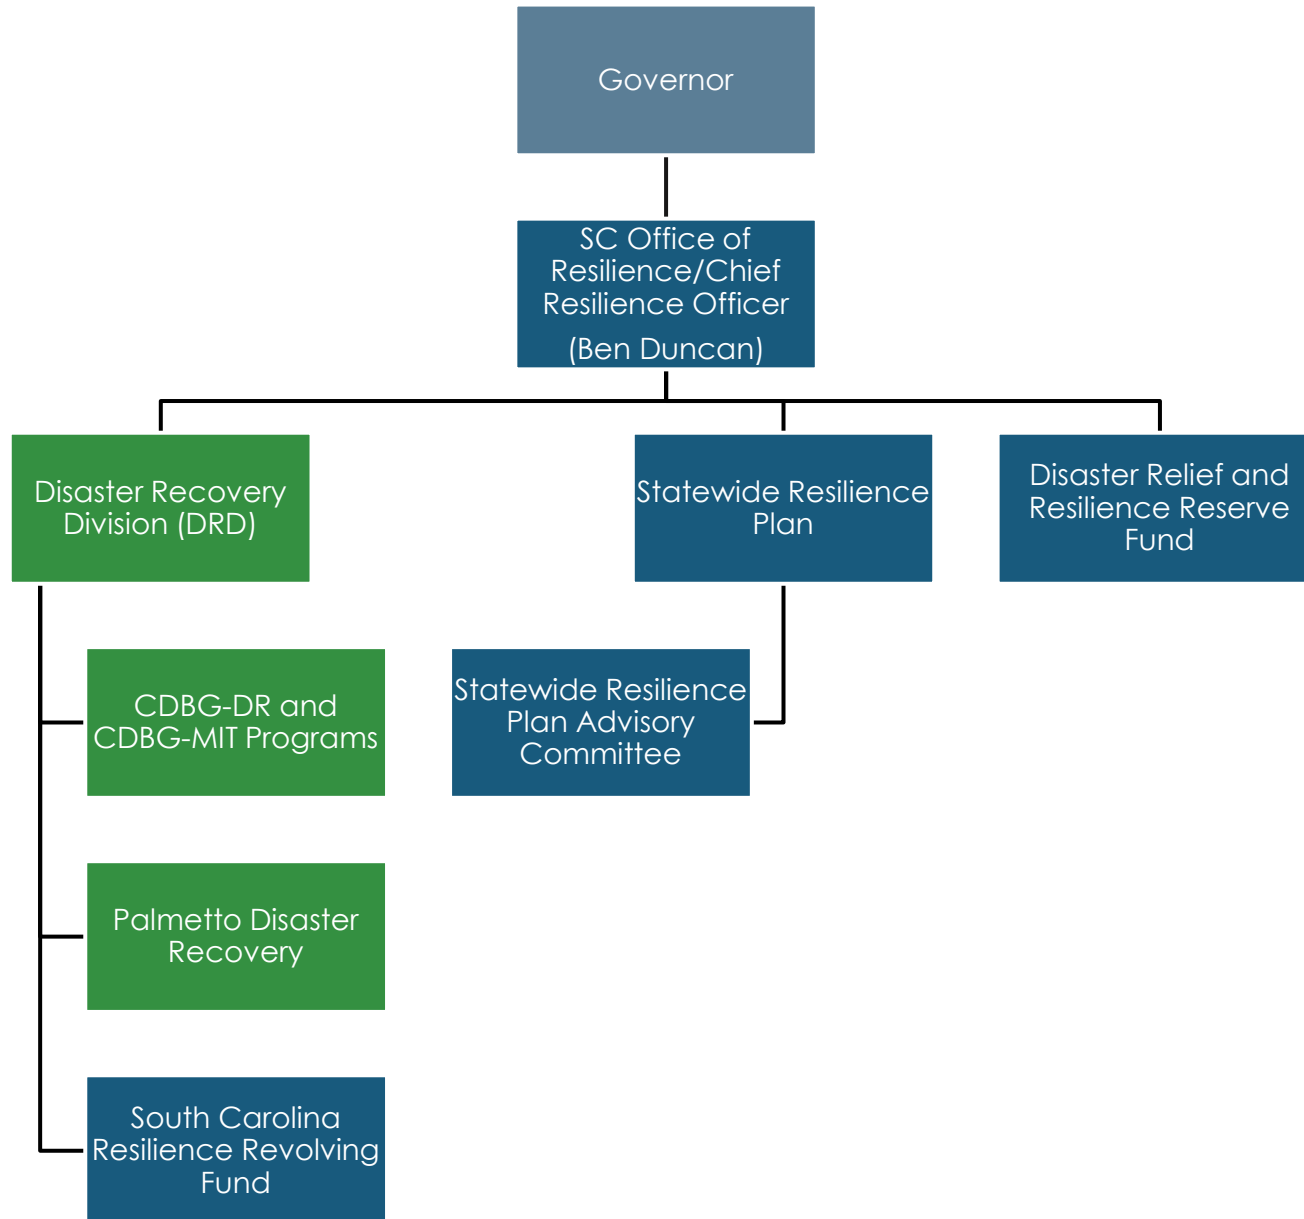 Governor
SC Office of
Resilience/Chief
Resilience Officer
(Ben Duncan)
Disaster Recovery
Division (DRD)
Statewide Resilience
Plan
Disaster Relief and
Resilience Reserve
Fund
CDBG-DR and
CDBG-MIT Programs
Statewide Resilience
Plan Advisory
Committee
Palmetto Disaster
Recovery
South Carolina
Resilience Revolving
Fund